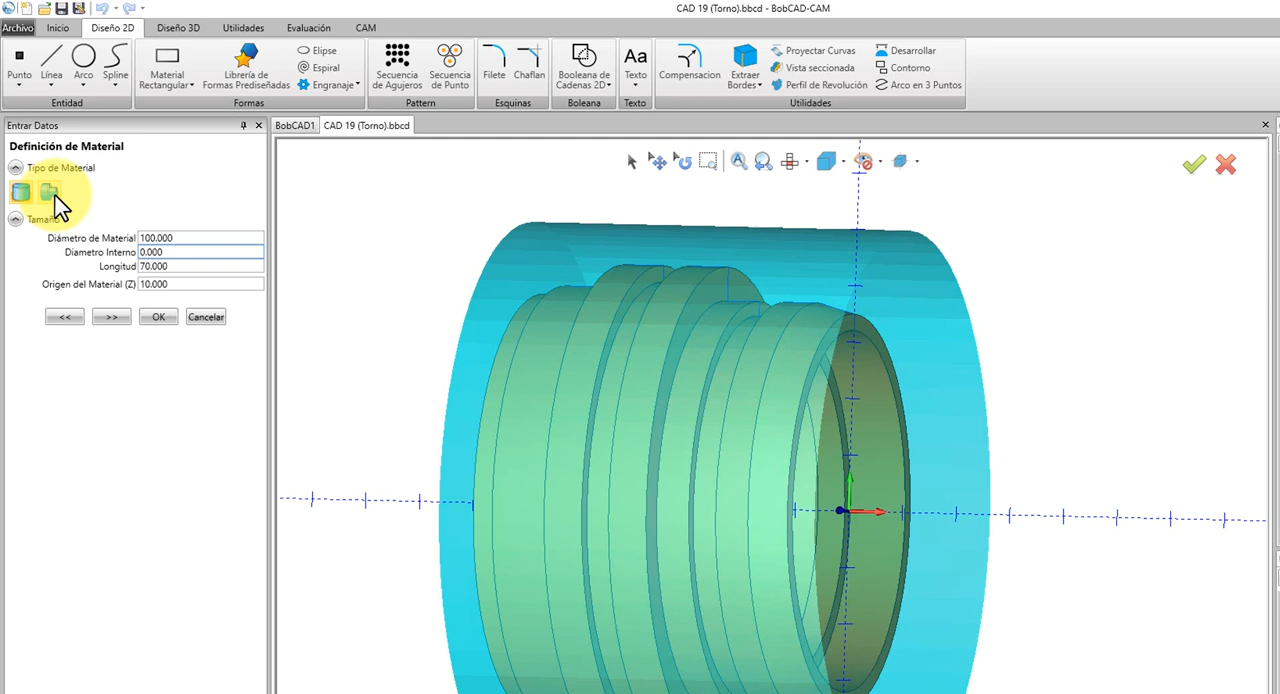 CAD 19 (Torno).bbcd - BobCAD-CAM
Archivo Inicio Diseño 2D Diseño 3D Utilidades Evaluación CAM
Punto Línea Arco Spline
Entidad
Material Rectangular
Librería de Formas Prediseñadas
Elipse
Espiral
Engranaje
Formas
Secuencia de Agujeros
Secuencia de Punto
Pattern
Filete Chaflan
Esquinas
Booleana de Cadenas 2D
Boleana
Texto
Texto
Compensacion
Extraer Bordes
Proyectar Curvas
Vista seccionada
Perfil de Revolución
Desarrollar
Contorno
Arco en 3 Puntos
Utilidades
Entrar Datos
BobCAD1 CAD 19 (Torno).bbcd
Definición de Material
Tipo de Material
Tamaño
Diámetro de Material 100.000
Diametro Interno 0.000
Longitud 70.000
Origen del Material (Z) 10.000
<< >> OK Cancelar